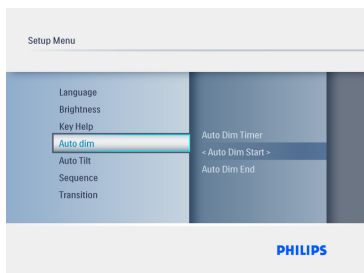 Setup Menu
Language
Brightness
Key Help
Auto dim
Auto Tilt
Sequence
Transition
Auto Dim Timer
< Auto Dim Start >
Auto Dim End
PHILIPS